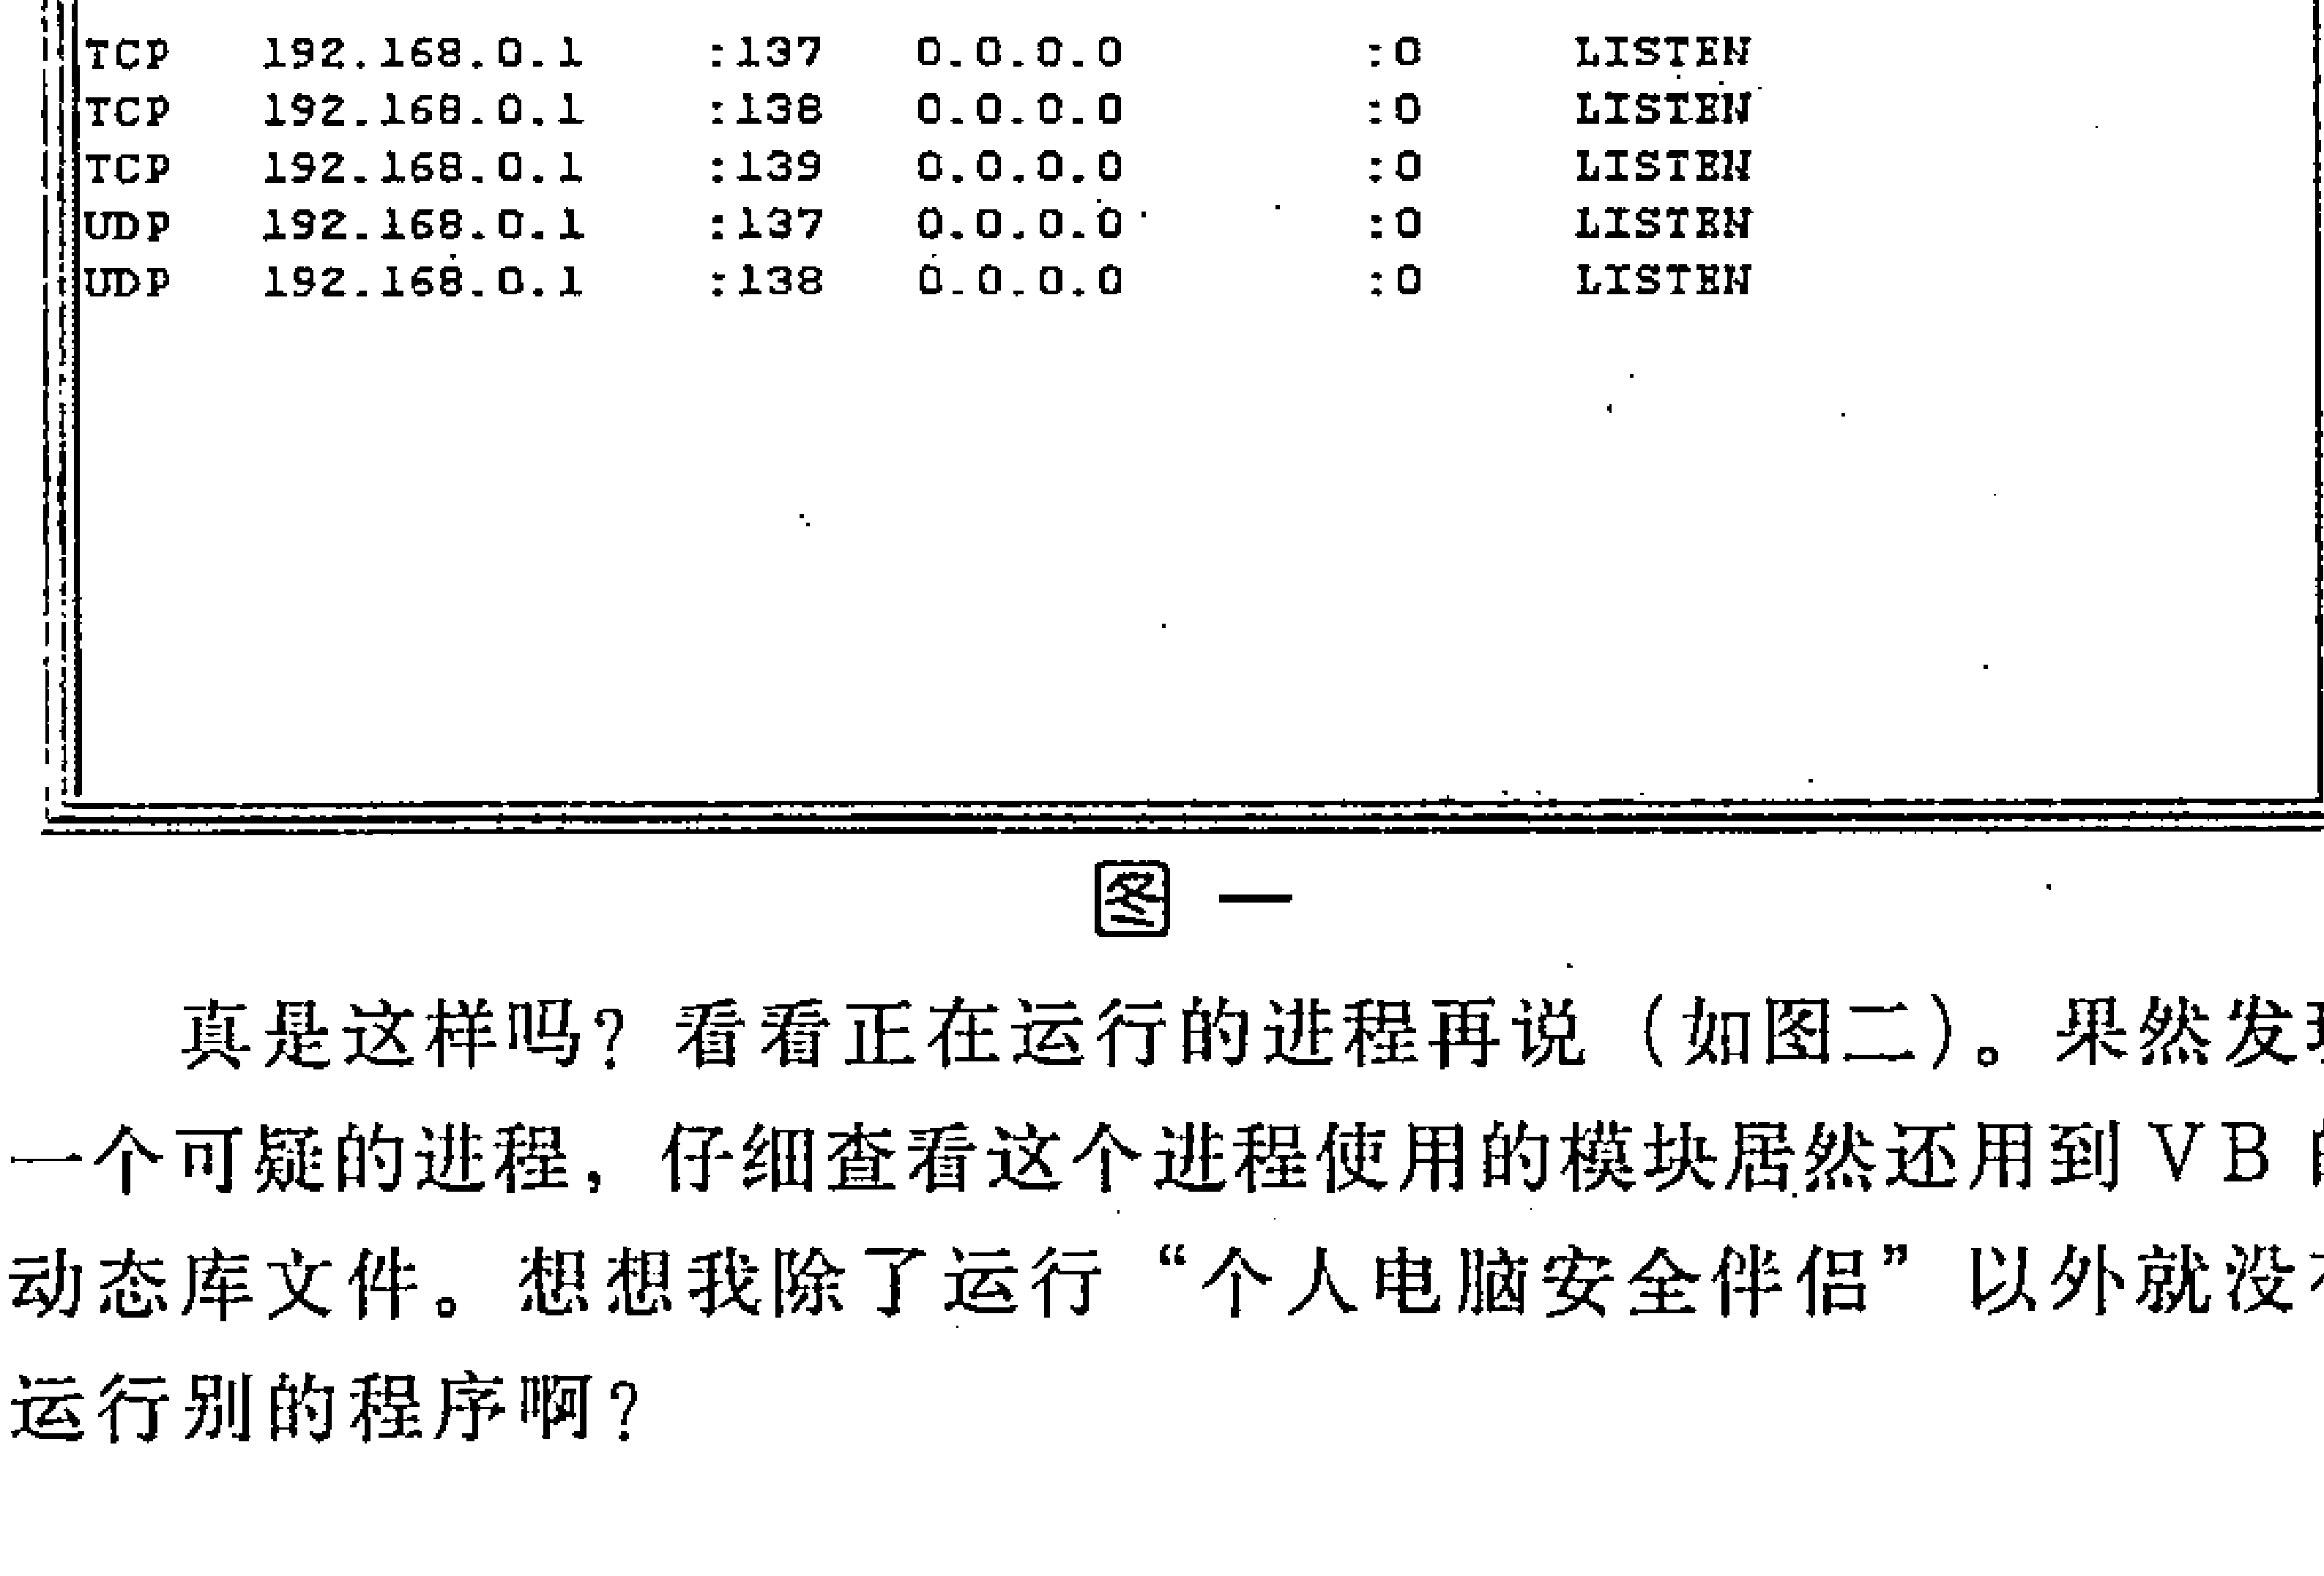 TCP 192.168.0.1 :137 0.0.0.0 :0 LISTEN
TCP 192.168.0.1 :138 0.0.0.0 :0 LISTEN
TCP 192.168.0.1 :139 0.0.0.0 :0 LISTEN
UDP 192.168.0.1 :137 0.0.0.0 :0 LISTEN
UDP 192.168.0.1 :138 0.0.0.0 :0 LISTEN
图 一
真是这样吗？看看正在运行的进程再说（如图二）。果然发现
一个可疑的进程，仔细查看这个进程使用的模块居然还用到 VB 的
动态库文件。想想我除了运行“个人电脑安全伴侣”以外就没有
运行别的程序啊？